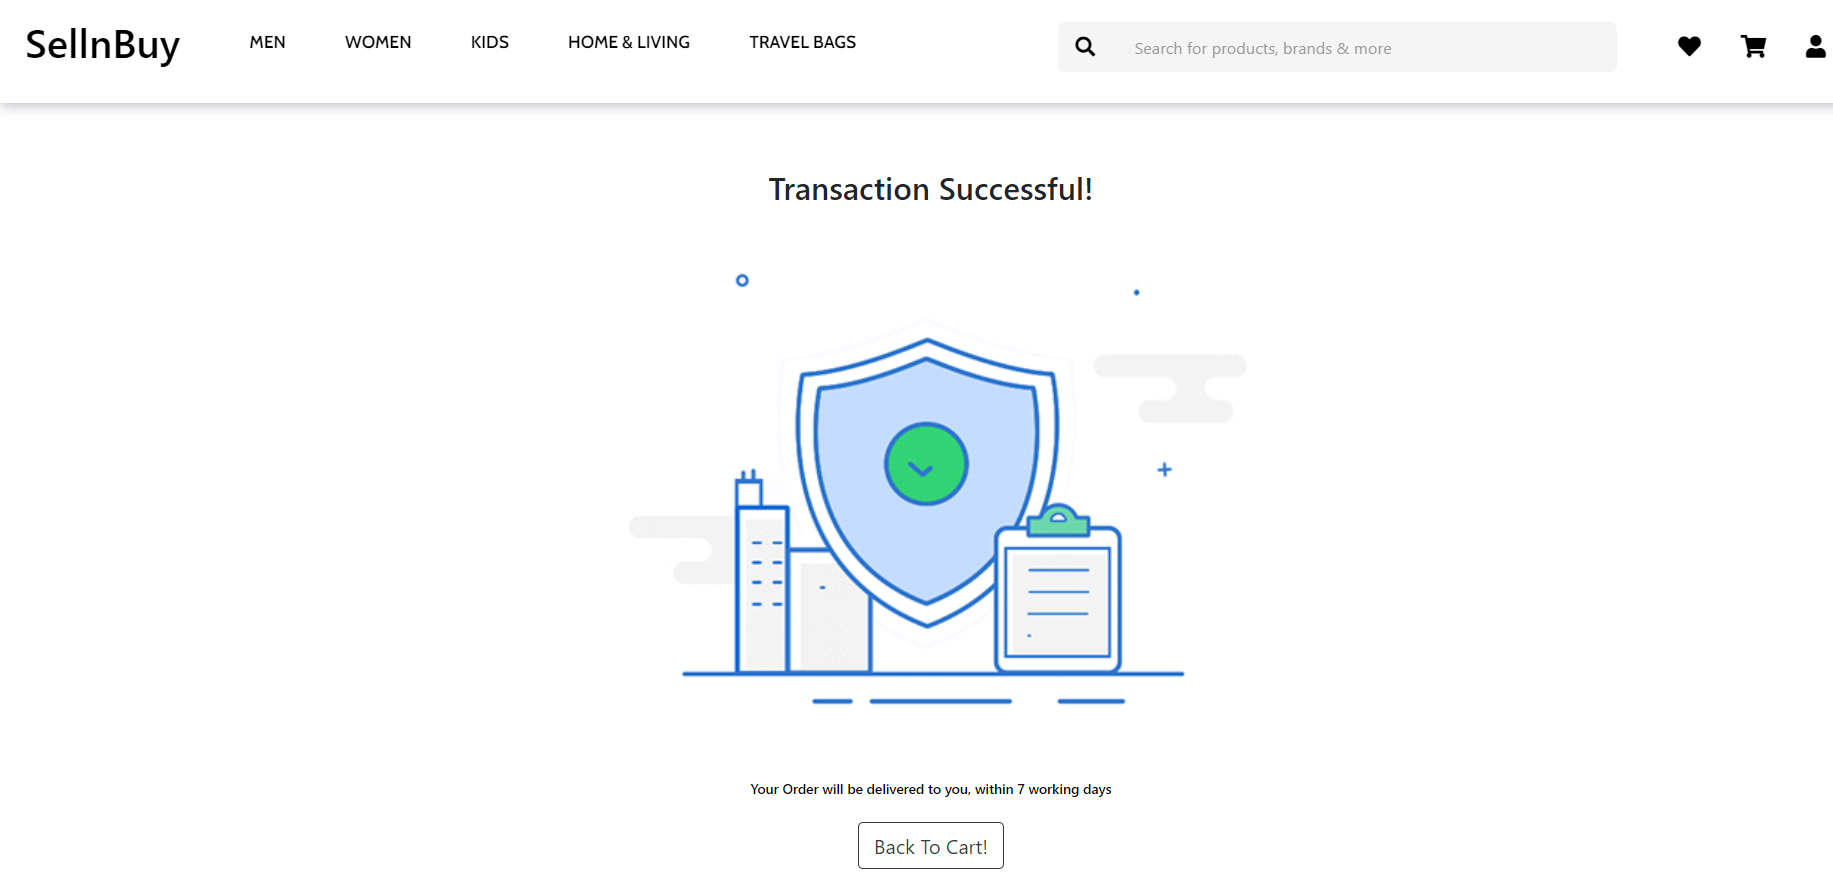 SellnBuy MEN WOMEN KIDS HOME & LIVING TRAVEL BAGS Search for products, brands & more
Transaction Successful!
Your Order will be delivered to you, within 7 working days
Back To Cart!